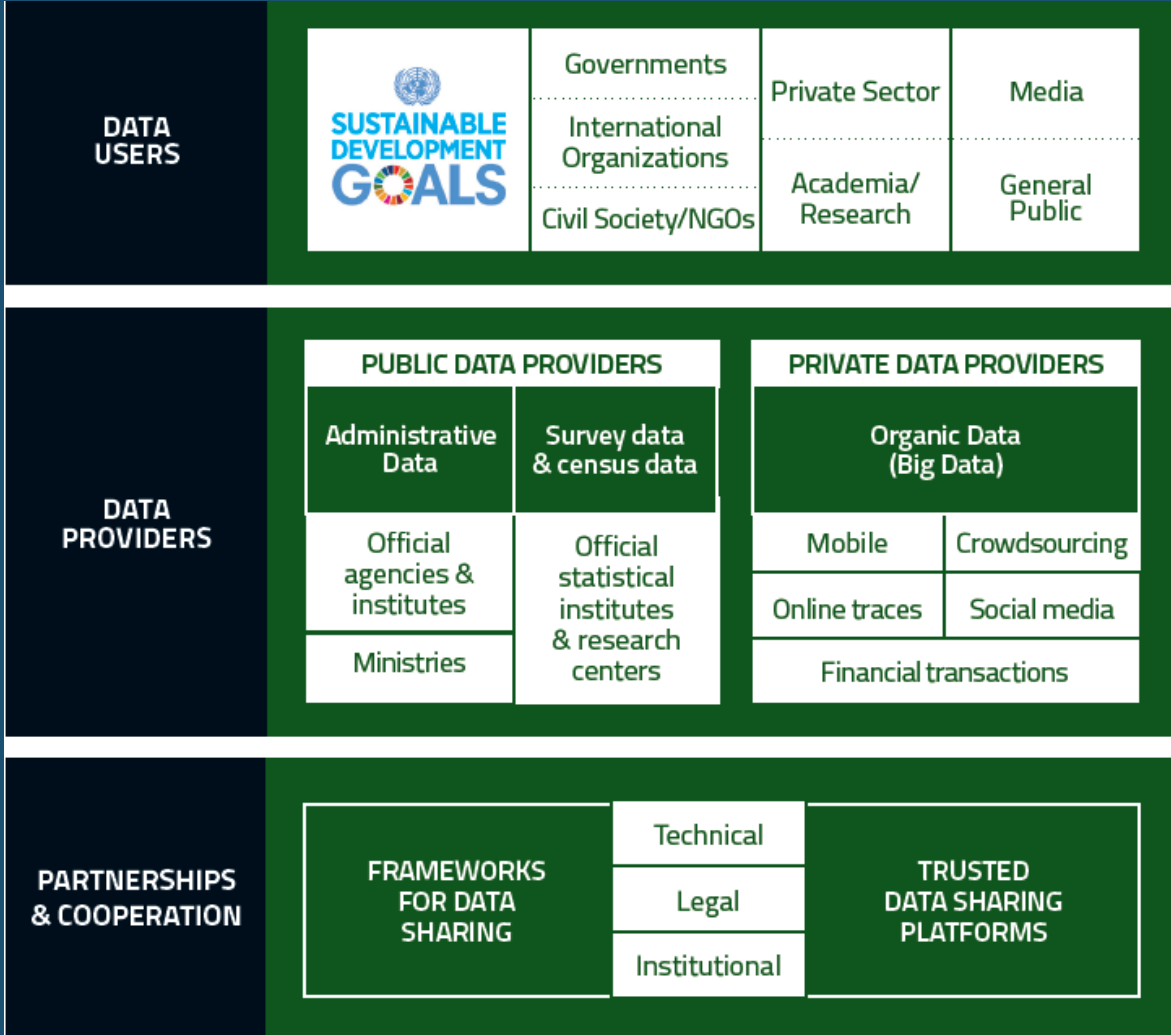 DATA
USERS
SUSTAINABLE
DEVELOPMENT
GOALS
Governments
International
Organizations
Civil Society/NGOs
Private Sector
Academia/
Research
Media
General
Public
DATA
PROVIDERS
PUBLIC DATA PROVIDERS
Administrative
Data
Survey data
& census data
Official
agencies &
institutes
Ministries
Official
statistical
institutes
& research
centers
PRIVATE DATA PROVIDERS
Organic Data
(Big Data)
Mobile
Crowdsourcing
Online traces
Social media
Financial transactions
PARTNERSHIPS
& COOPERATION
FRAMEWORKS
FOR DATA
SHARING
Technical
Legal
Institutional
TRUSTED
DATA SHARING
PLATFORMS